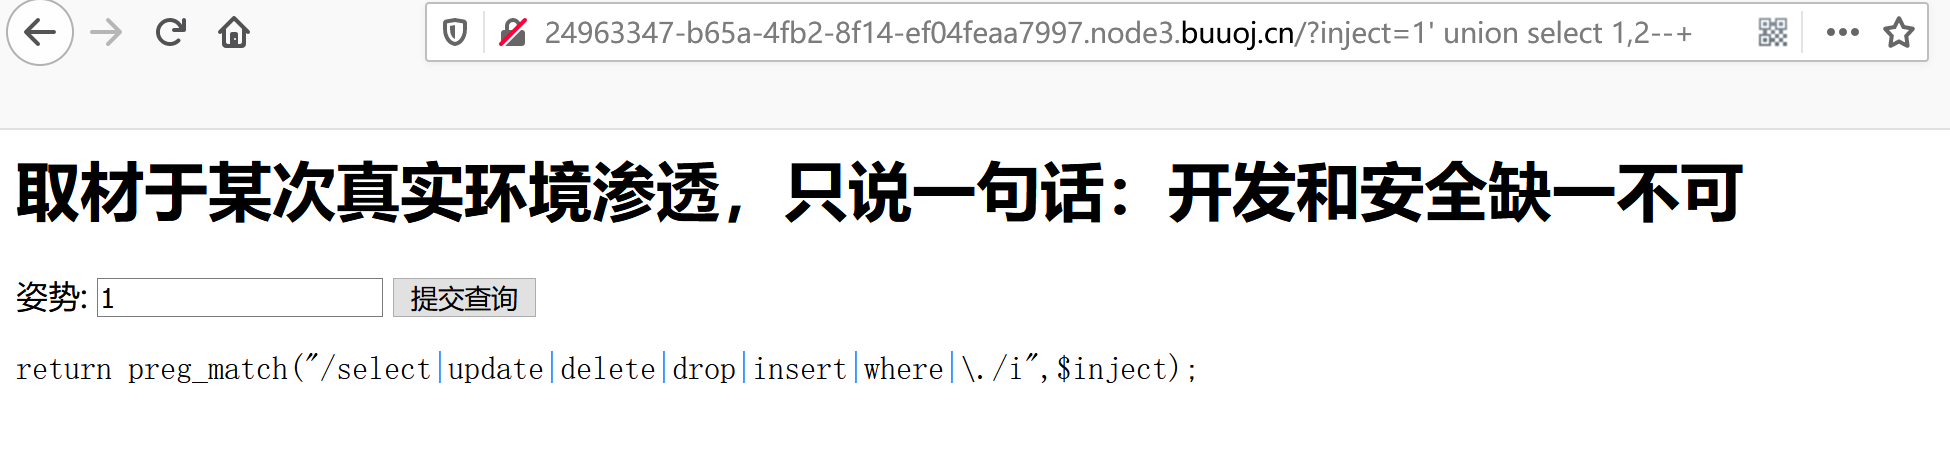 24963347-b65a-4fb2-8f14-ef04feaa7997.node3.buuoj.cn/?inject=1' union select 1,2--+
取材于某次真实环境渗透，只说一句话：开发和安全缺一不可
姿势: 1 提交查询
return preg_match("/select|update|delete|drop|insert|where|\./i",$inject);